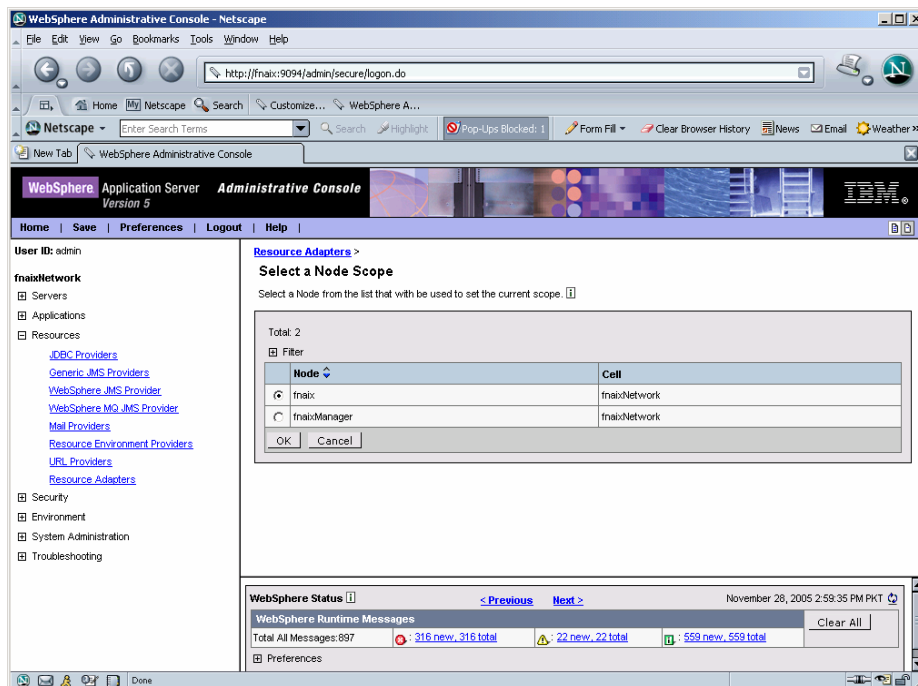 WebSphere Administrative Console - Netscape
File Edit View Go Bookmarks Tools Window Help
http://fnaix:9094/admin/secure/logon.do
N
Home My Netscape Search Customize... WebSphere A...
Netscape Enter Search Terms Search Highlight Pop-Ups Blocked: 1 Form Fill Clear Browser History News Email Weather
New Tab WebSphere Administrative Console
WebSphere Application Server Administrative Console
Version 5
IBM
Home | Save | Preferences | Logout | Help |
User ID: admin
fnaixNetwork
Servers
Applications
Resources
JDBC Providers
Generic JMS Providers
WebSphere JMS Provider
WebSphere MQ JMS Provider
Mail Providers
Resource Environment Providers
URL Providers
Resource Adapters
Security
Environment
System Administration
Troubleshooting
Resource Adapters >
Select a Node Scope
Select a Node from the list that with be used to set the current scope. i
Total: 2
Filter
Node Cell
fnaix fnaixNetwork
fnaixManager fnaixNetwork
OK Cancel
WebSphere Status i < Previous Next > November 28, 2005 2:59:35 PM PKT
WebSphere Runtime Messages
Clear All
Total All Messages:897 : 316 new, 316 total : 22 new, 22 total : 559 new, 559 total
Preferences
Done